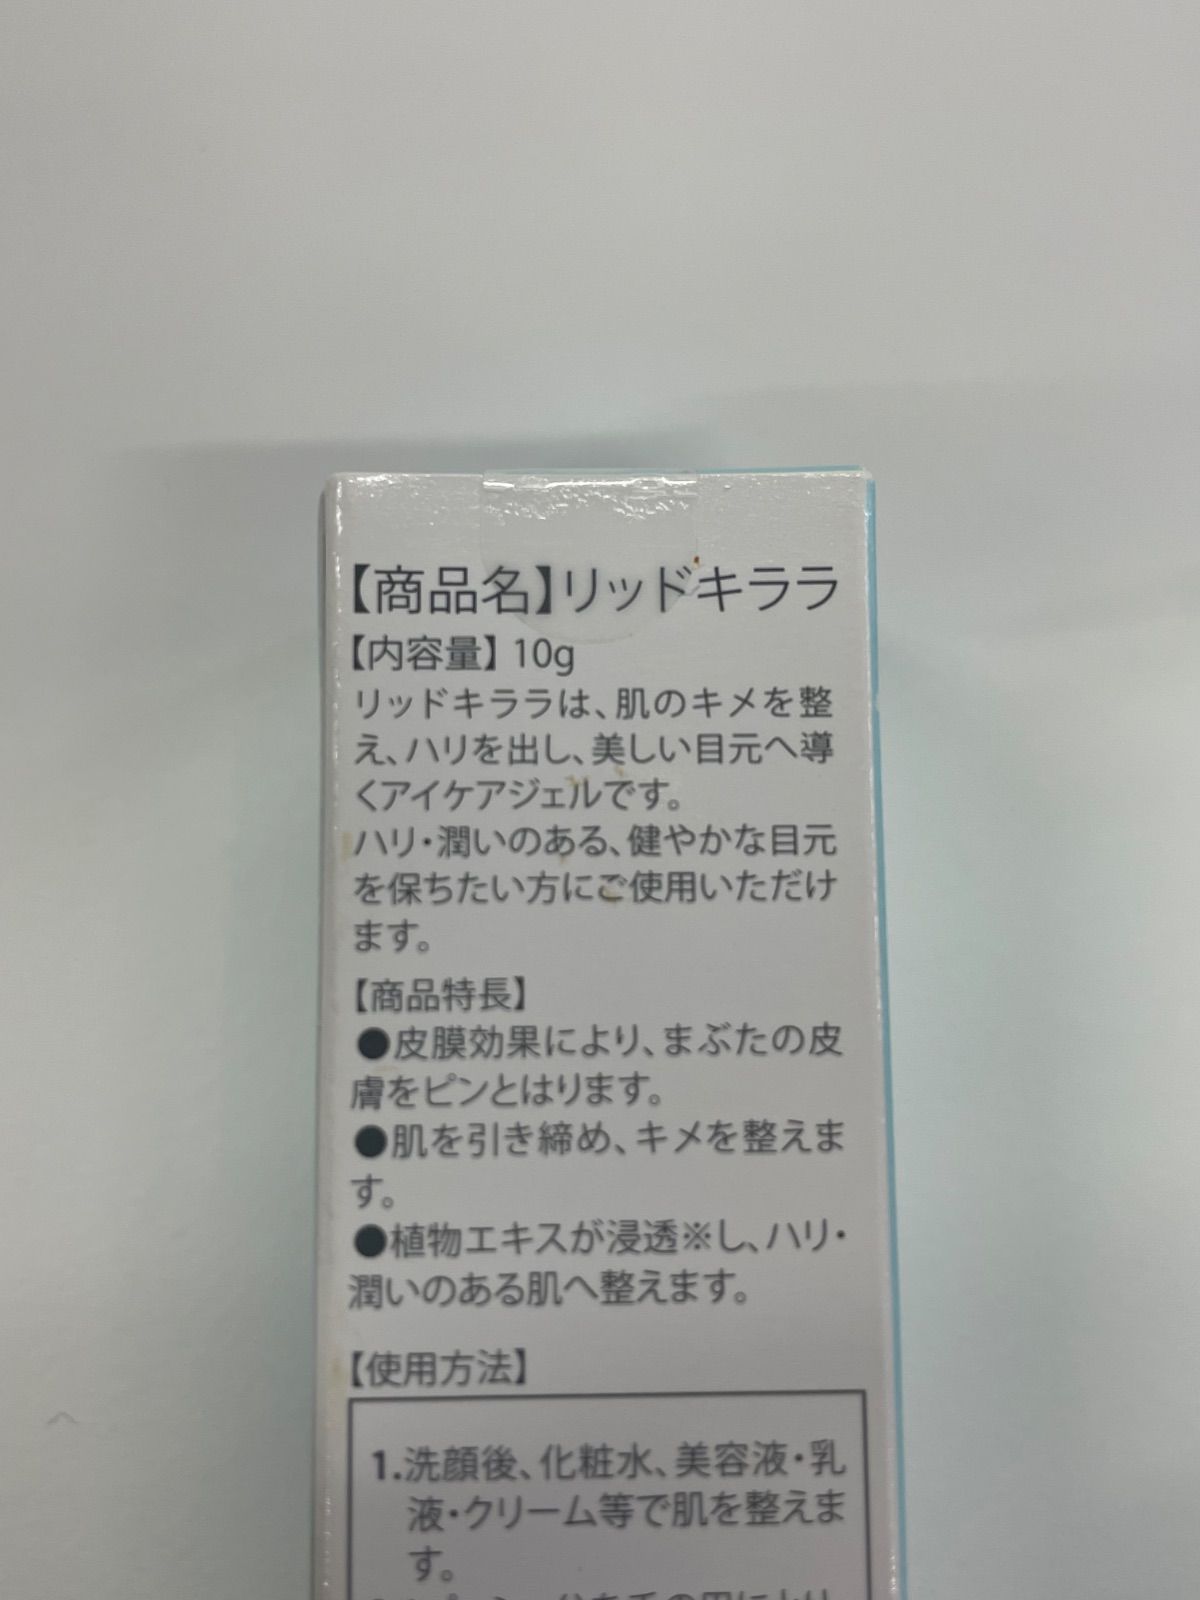 【商品名】リッドキララ
【内容量】10g
リッドキララは、肌のキメを整
え、ハリを出し、美しい目元へ導
くアイケアジェルです。
ハリ・潤いのある、健やかな目元
を保ちたい方にご使用いただけ
ます。
【商品特長】
●皮膜効果により、まぶたの皮
膚をピンとはります。
●肌を引き締め、キメを整えま
す。
●植物エキスが浸透※し、ハリ・
潤いのある肌へ整えます。
【使用方法】
1.洗顔後、化粧水、美容液・乳
液・クリーム等で肌を整えま
す。